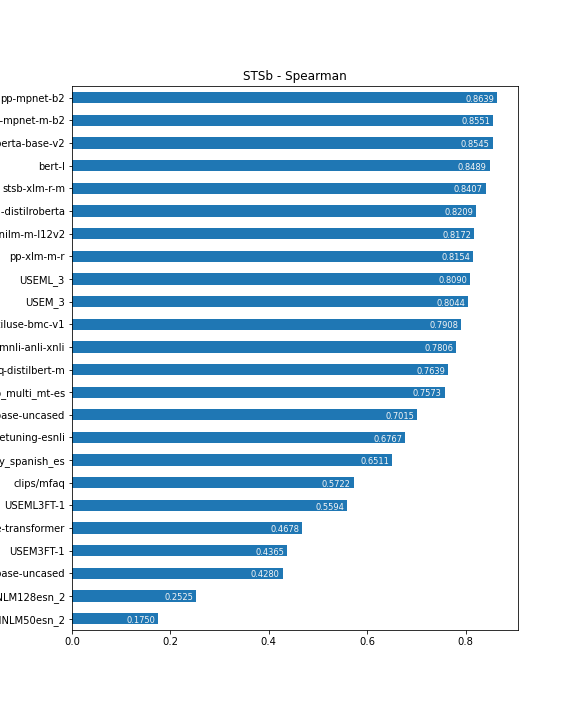 STSb - Spearman
pp-mpnet-b2 0.8639
-mpnet-m-b2 0.8551
erta-base-v2 0.8545
bert-l 0.8489
stsb-xlm-r-m 0.8407
-distilroberta 0.8209
nilm-m-l12v2 0.8172
pp-xlm-m-r 0.8154
USEML_3 0.8090
USEM_3 0.8044
iluse-bmc-v1 0.7908
mnli-anli-xnli 0.7806
q-distilbert-m 0.7639
_multi_mt-es 0.7573
base-uncased 0.7015
etuning-esnli 0.6767
y_spanish_es 0.6511
clips/mfaq 0.5722
USEML3FT-1 0.5594
e-transformer 0.4678
USEM3FT-1 0.4365
base-uncased 0.4280
NLM128esn_2 0.2525
NLM50esn_2 0.1750
0.0 0.2 0.4 0.6 0.8